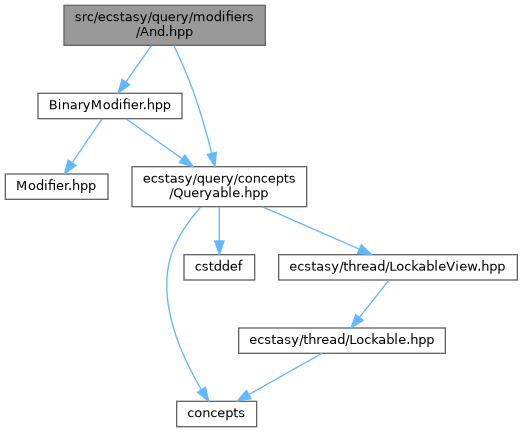 src/ecstasy/query/modifiers
/And.hpp
BinaryModifier.hpp
Modifier.hpp
ecstasy/query/concepts
/Queryable.hpp
cstddef
ecstasy/thread/LockableView.hpp
ecstasy/thread/Lockable.hpp
concepts